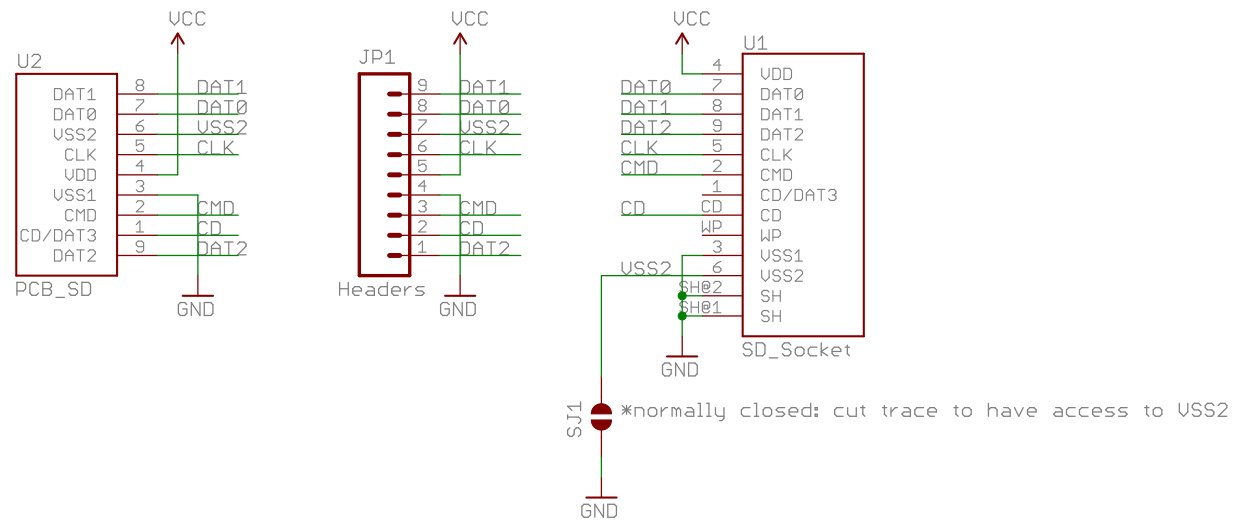 VCC
U2
8 DAT1
DAT1
7 DAT0
DAT0
6 VSS2
VSS2
5 CLK
CLK
4
VDD
3
VSS1
2 CMD
CMD
1 CD
CD/DAT3
9 DAT2
DAT2
PCB_SD
GND
VCC
JP1
9 DAT1
8 DAT0
7 VSS2
6 CLK
5
4
3 CMD
2 CD
1 DAT2
Headers
GND
VCC
U1
4
VDD
DAT0 7
DAT0
DAT1 8
DAT1
DAT2 9
DAT2
CLK 5
CLK
CMD 2
CMD
1
CD/DAT3
CD CD
CD
WP
WP
3
VSS1
VSS2 6
VSS2
SH@2
SH
SH@1
SH
SD_Socket
GND
SJ1
*normally closed: cut trace to have access to VSS2
GND